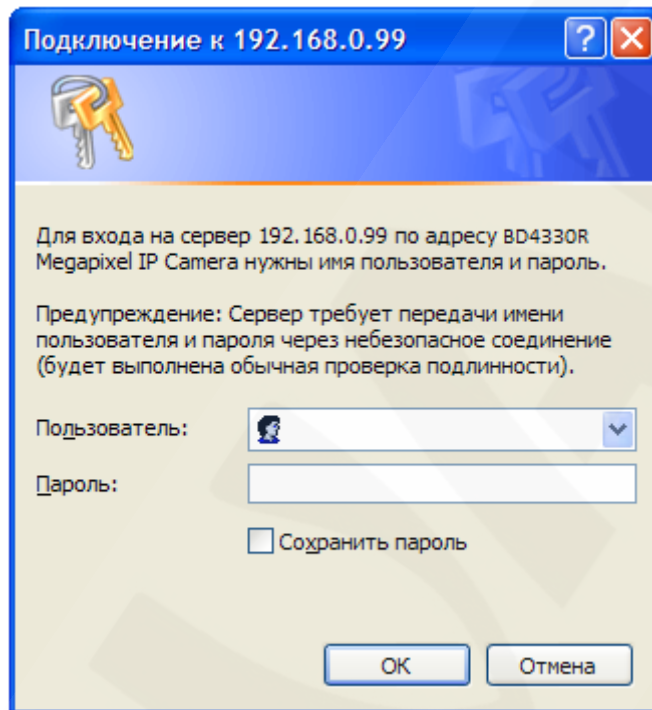 Подключение к 192.168.0.99
Для входа на сервер 192.168.0.99 по адресу BD4330R
Megapixel IP Camera нужны имя пользователя и пароль.
Предупреждение: Сервер требует передачи имени
пользователя и пароля через небезопасное соединение
(будет выполнена обычная проверка подлинности).
Пользователь:
Пароль:
Сохранить пароль
ОК
Отмена